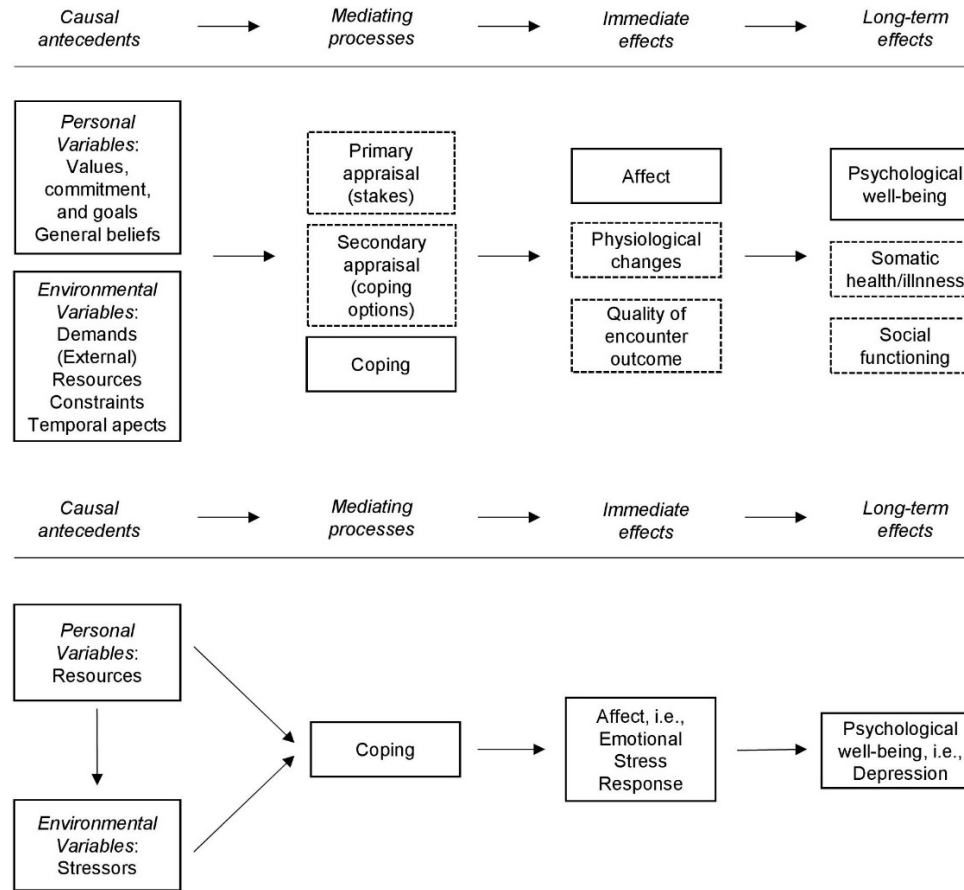 Causal
antecedents
Mediating
processes
Immediate
effects
Long-term
effects
Personal
Variables:
Values,
commitment,
and goals
General beliefs
Environmental
Variables:
Demands
(External)
Resources
Constraints
Temporal apects
Primary
appraisal
(stakes)
Secondary
appraisal
(coping
options)
Coping
Affect
Physiological
changes
Quality of
encounter
outcome
Psychological
well-being
Somatic
health/illnness
Social
functioning
Causal
antecedents
Mediating
processes
Immediate
effects
Long-term
effects
Personal
Variables:
Resources
Environmental
Variables:
Stressors
Coping
Affect, i.e.,
Emotional
Stress
Response
Psychological
well-being, i.e.,
Depression